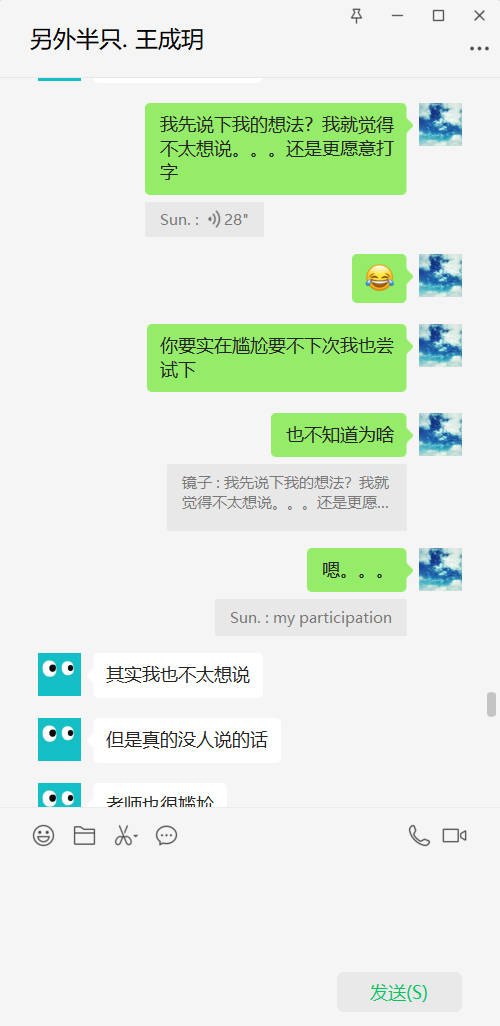 另外半只. 王成玥
我先说下我的想法？我就觉得
不太想说。。。还是更愿意打
字
Sun. : 28"
你要实在尴尬要不下次我也尝
试下
也不知道为啥
镜子 : 我先说下我的想法？我就
觉得不太想说。。。还是更愿...
嗯。。。
Sun. : my participation
其实我也不太想说
但是真的没人说的话
老师也很尴尬
发送(S)